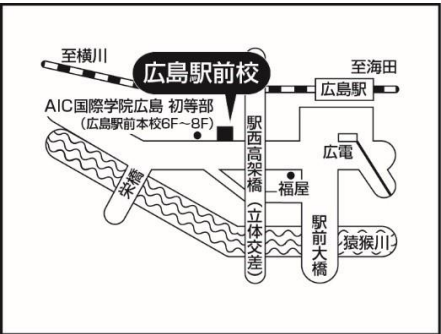 至横川
広島駅前校
至海田
広島駅
AIC国際学院広島 初等部
(広島駅前本校6F〜8F)
駅西高架橋(立体交差)
広電
栄橋
福屋
駅前大橋
猿猴川